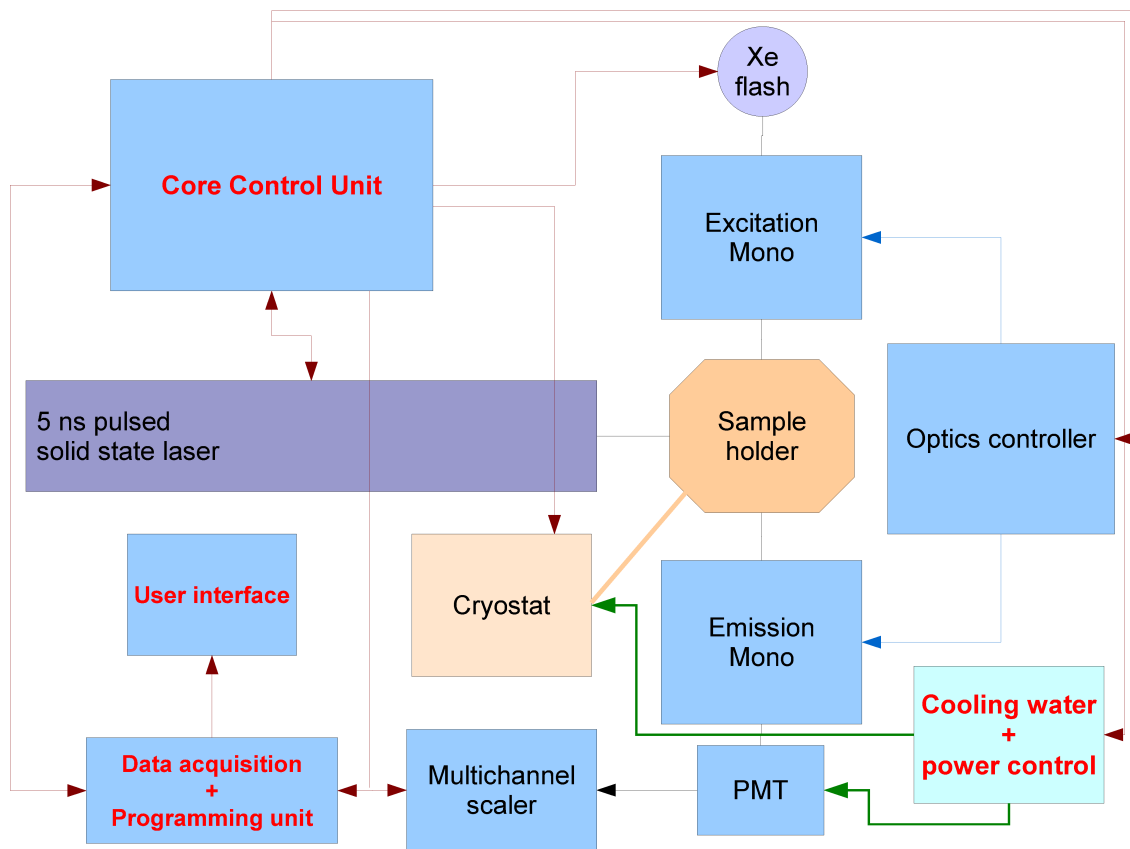 Xe
flash
Core Control Unit
Excitation
Mono
5 ns pulsed
solid state laser
Sample
holder
Optics controller
User interface
Cryostat
Emission
Mono
Cooling water
+
power control
Data acquisition
+
Programming unit
Multichannel
scaler
PMT